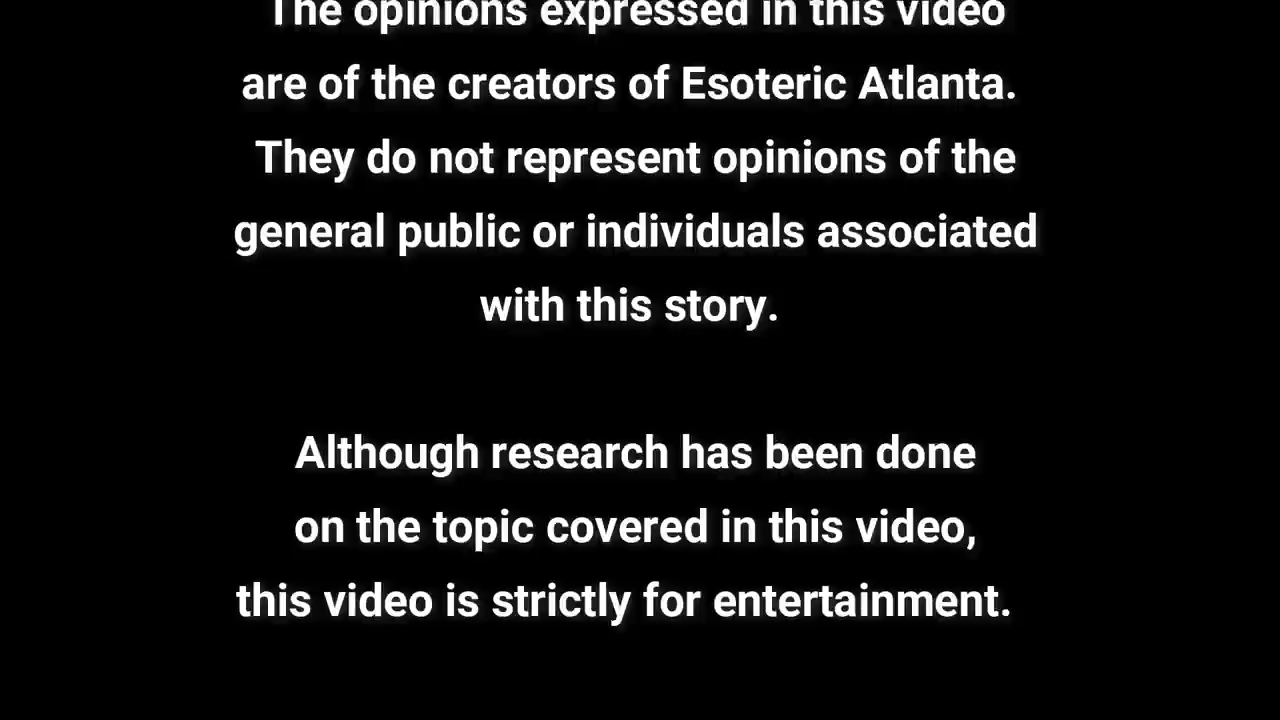 The opinions expressed in this video
are of the creators of Esoteric Atlanta.
They do not represent opinions of the
general public or individuals associated
with this story.
Although research has been done
on the topic covered in this video,
this video is strictly for entertainment.